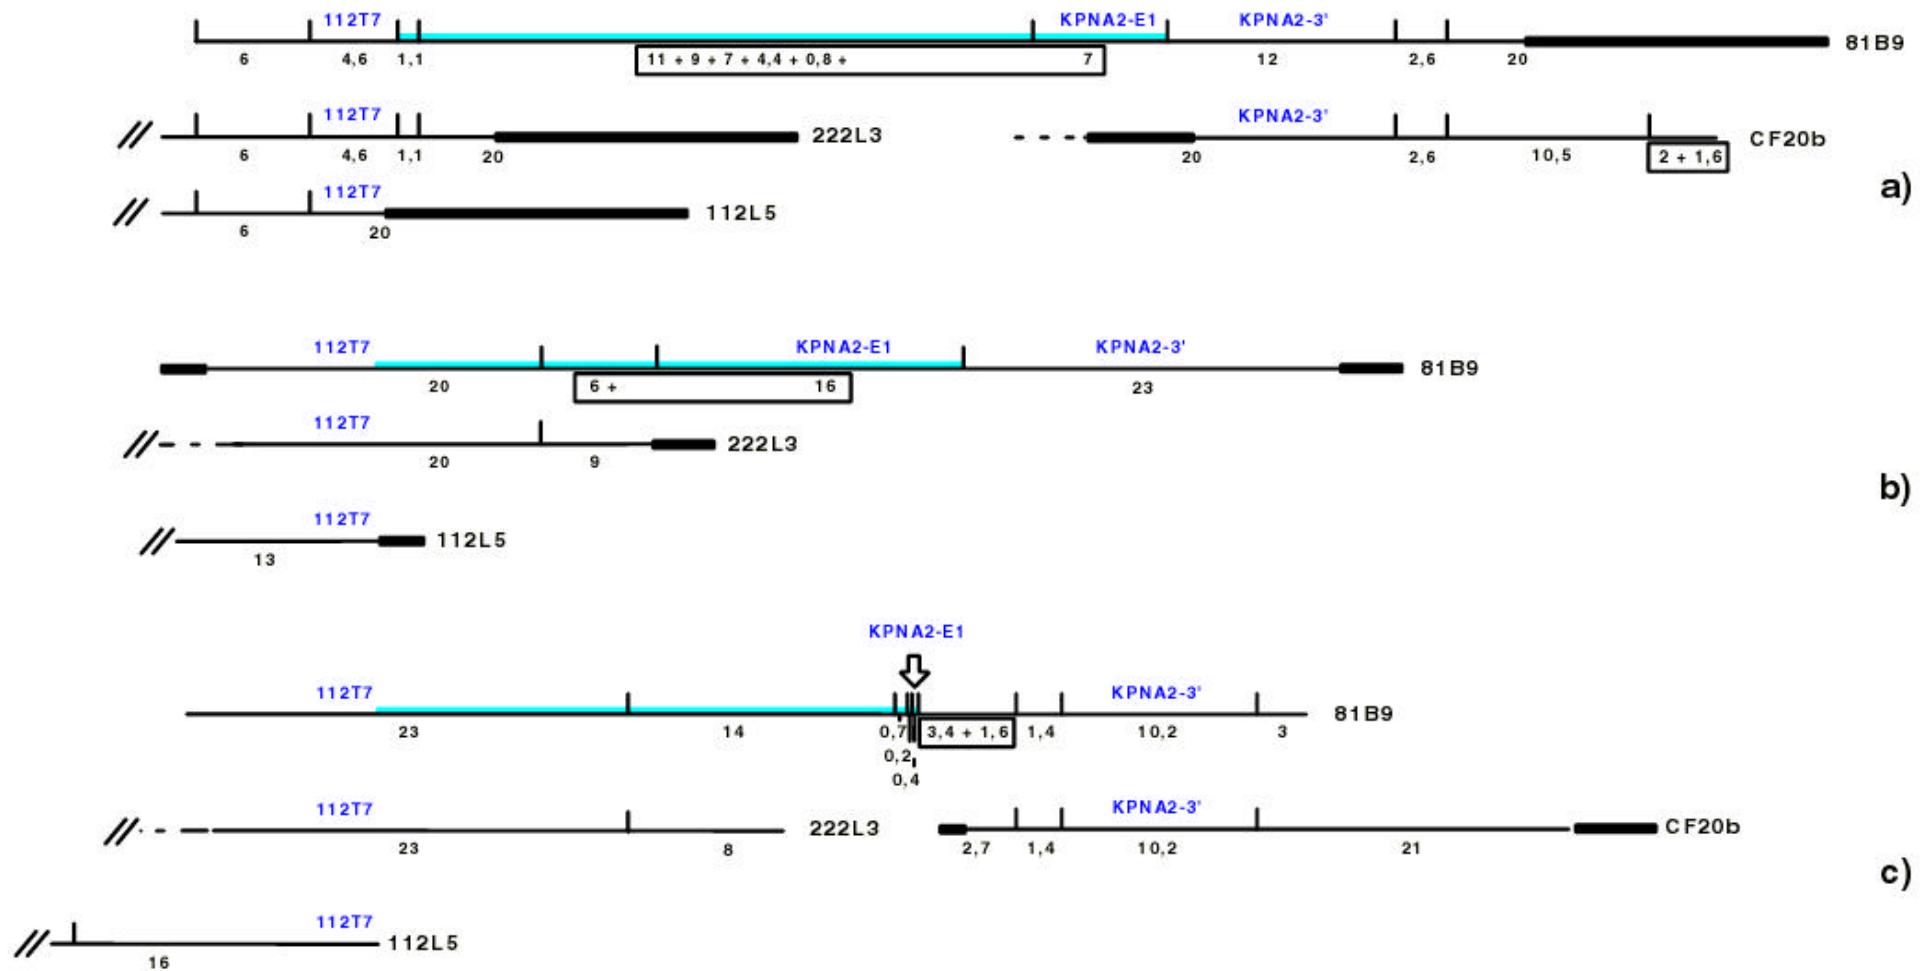 112T7 KPNA2-E1 KPNA2-3'
81B9
6 4,6 1,1 11 + 9 + 7 + 4,4 + 0,8 + 7 12 2,6 20
112T7 KPNA2-3'
222L3 CF20b
6 4,6 1,1 20 20 2,6 10,5 2 + 1,6
a)
112T7
112L5
6 20
112T7 KPNA2-E1 KPNA2-3'
81B9
20 6 + 16 23
112T7
222L3
20 9
b)
112T7
112L5
13
KPNA2-E1
112T7 KPNA2-3'
81B9
23 14 0,7 3,4 + 1,6 1,4 10,2 3
0,2
0,4
112T7 KPNA2-3'
222L3 CF20b
23 8 2,7 1,4 10,2 21
c)
112T7
112L5
16